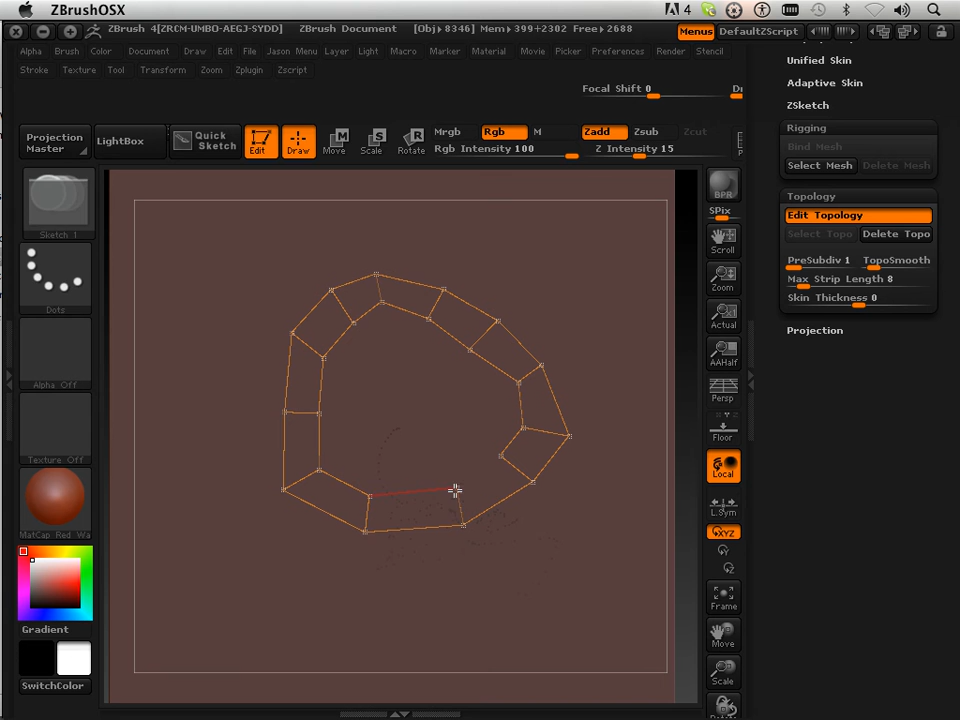 ZBrushOSX
4
ZBrush 4[ZRCM-UMBO-AEGJ-SYDD] ZBrush Document [Obj>8346] Mem>399+2302 Free>2688 Menus DefaultZScript
Alpha Brush Color Document Draw Edit File Jason Menu Layer Light Macro Marker Material Movie Picker Preferences Render Stencil
Stroke Texture Tool Transform Zoom Zplugin Zscript
Focal Shift 0
Projection Master
LightBox
Quick Sketch
Edit
Draw
Move
Scale
Rotate
Mrgb Rgb M
Rgb Intensity 100
Zadd Zsub Zcut
Z Intensity 15
Sketch 1
Dots
Alpha Off
Texture Off
MatCap Red Wa
Gradient
SwitchColor
BPR
SPix
Scroll
Zoom
Actual
AAHalf
Persp
Floor
Local
L.Sym
XYZ
Y
Z
Frame
Move
Scale
Unified Skin
Adaptive Skin
ZSketch
Rigging
Bind Mesh
Select Mesh Delete Mesh
Topology
Edit Topology
Select Topo Delete Topo
PreSubdiv 1 TopoSmooth
Max Strip Length 8
Skin Thickness 0
Projection